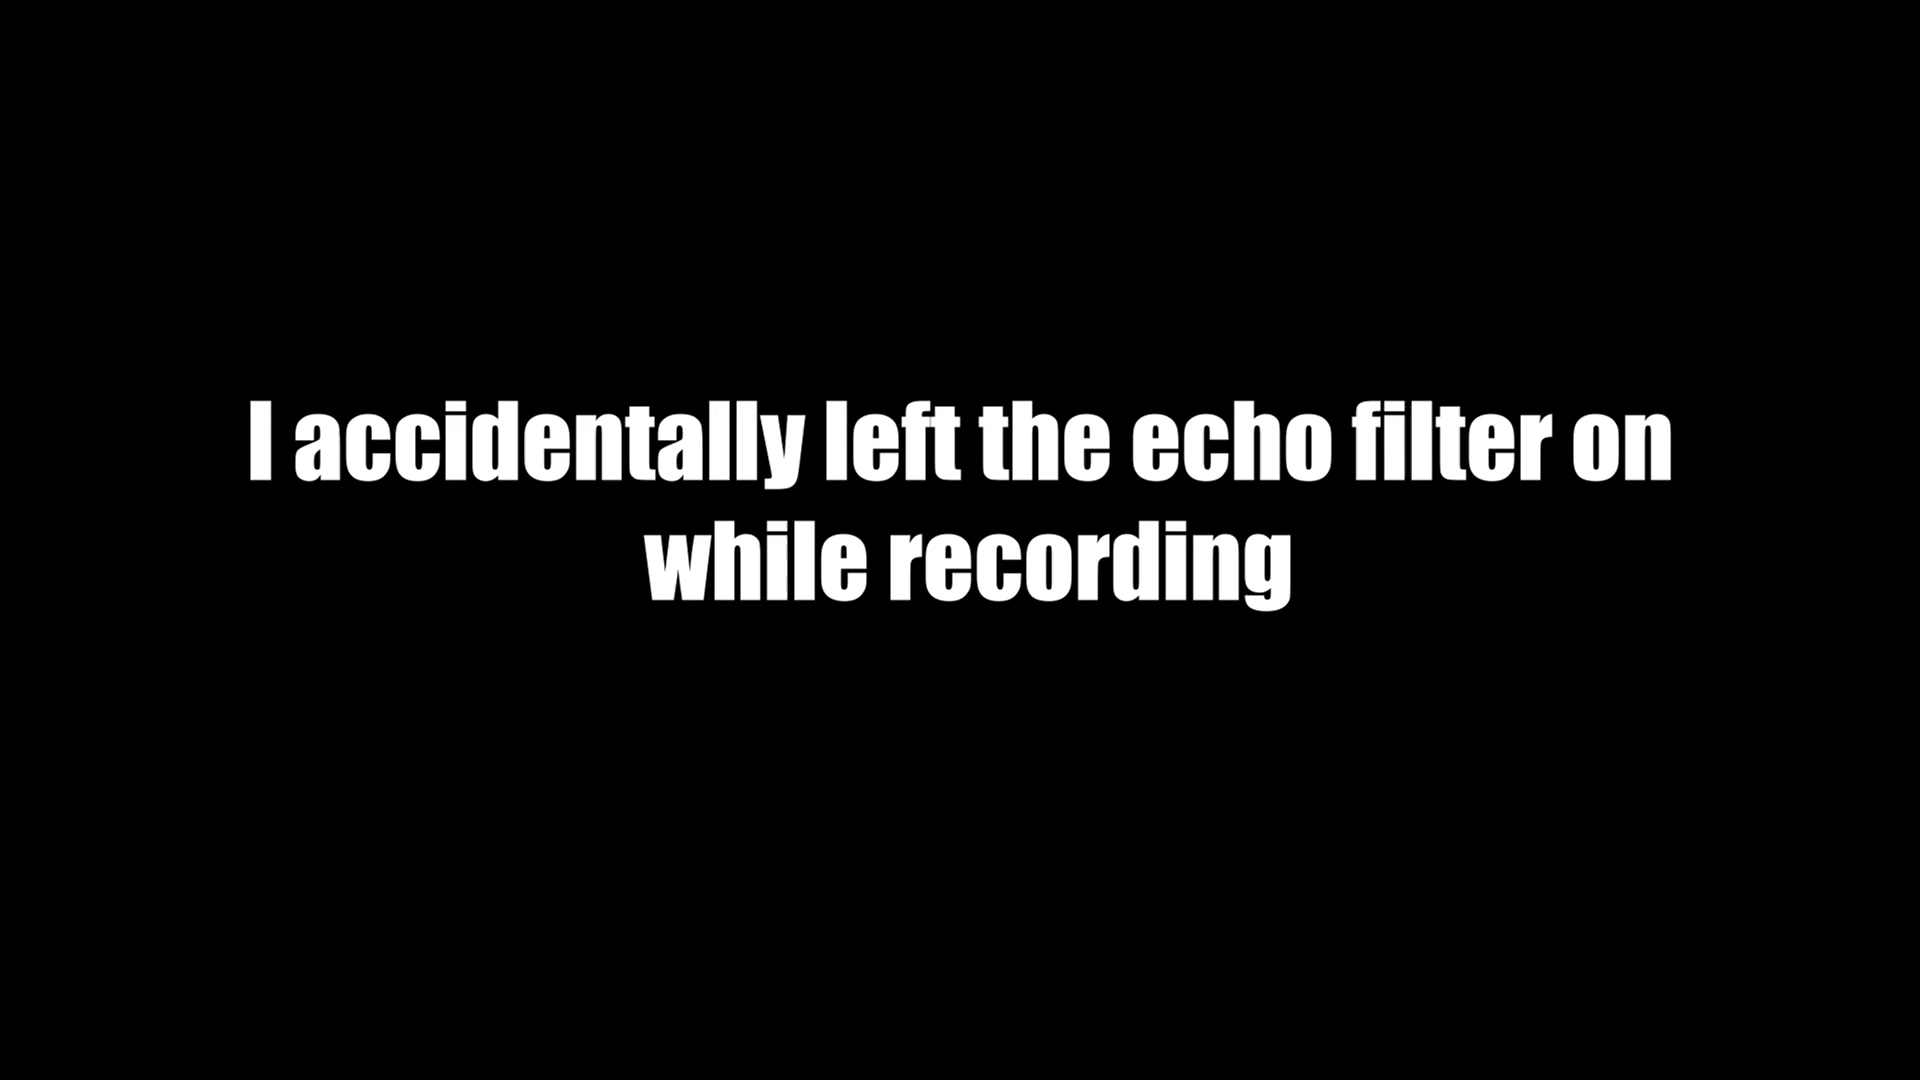 I accidentally left the echo filter on
while recording